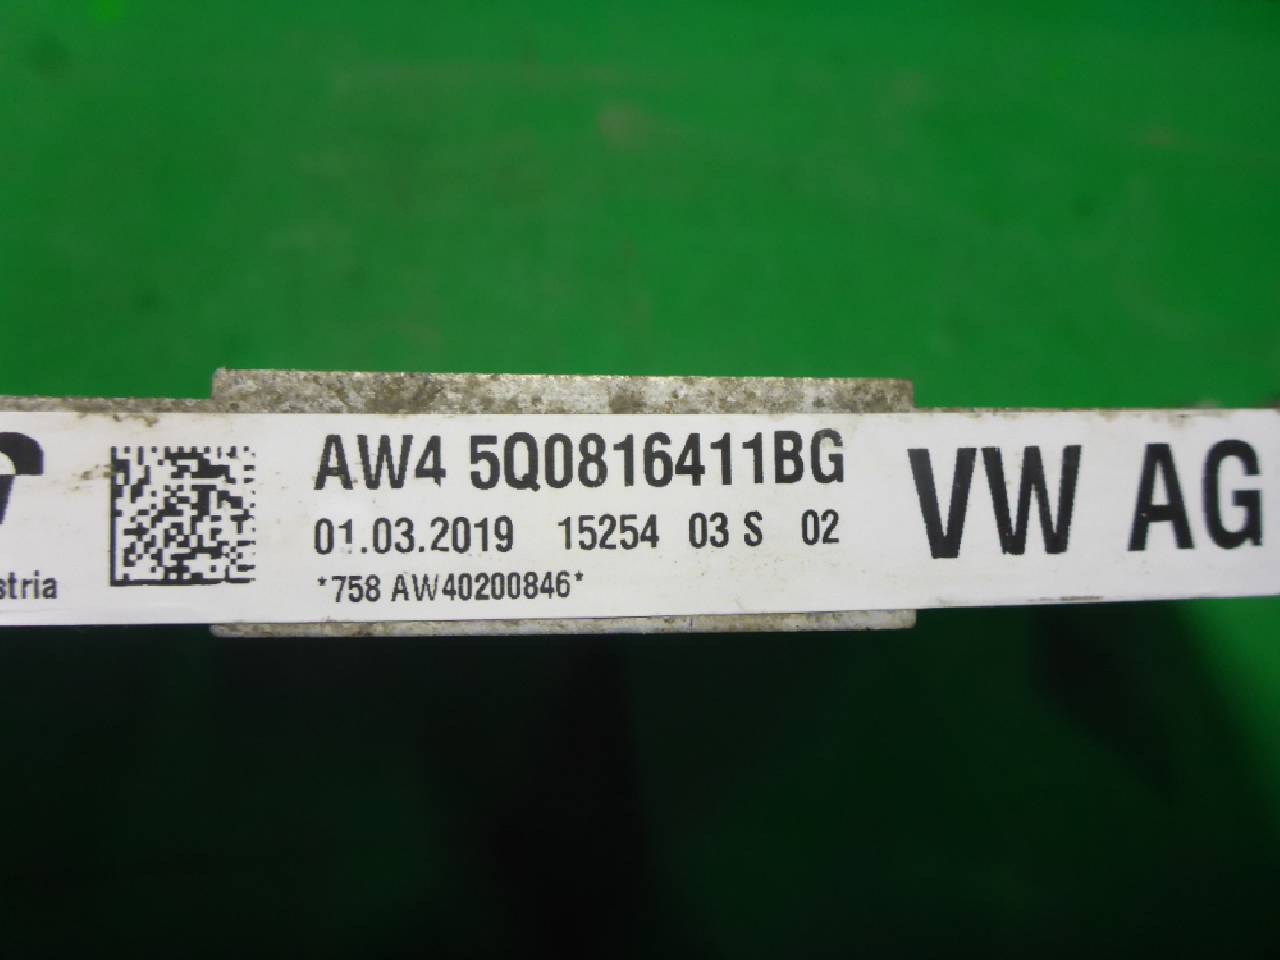 AW4 5Q0816411BG
01.03.2019 15254 03 S 02
*758 AW40200846*
VW AG
stria